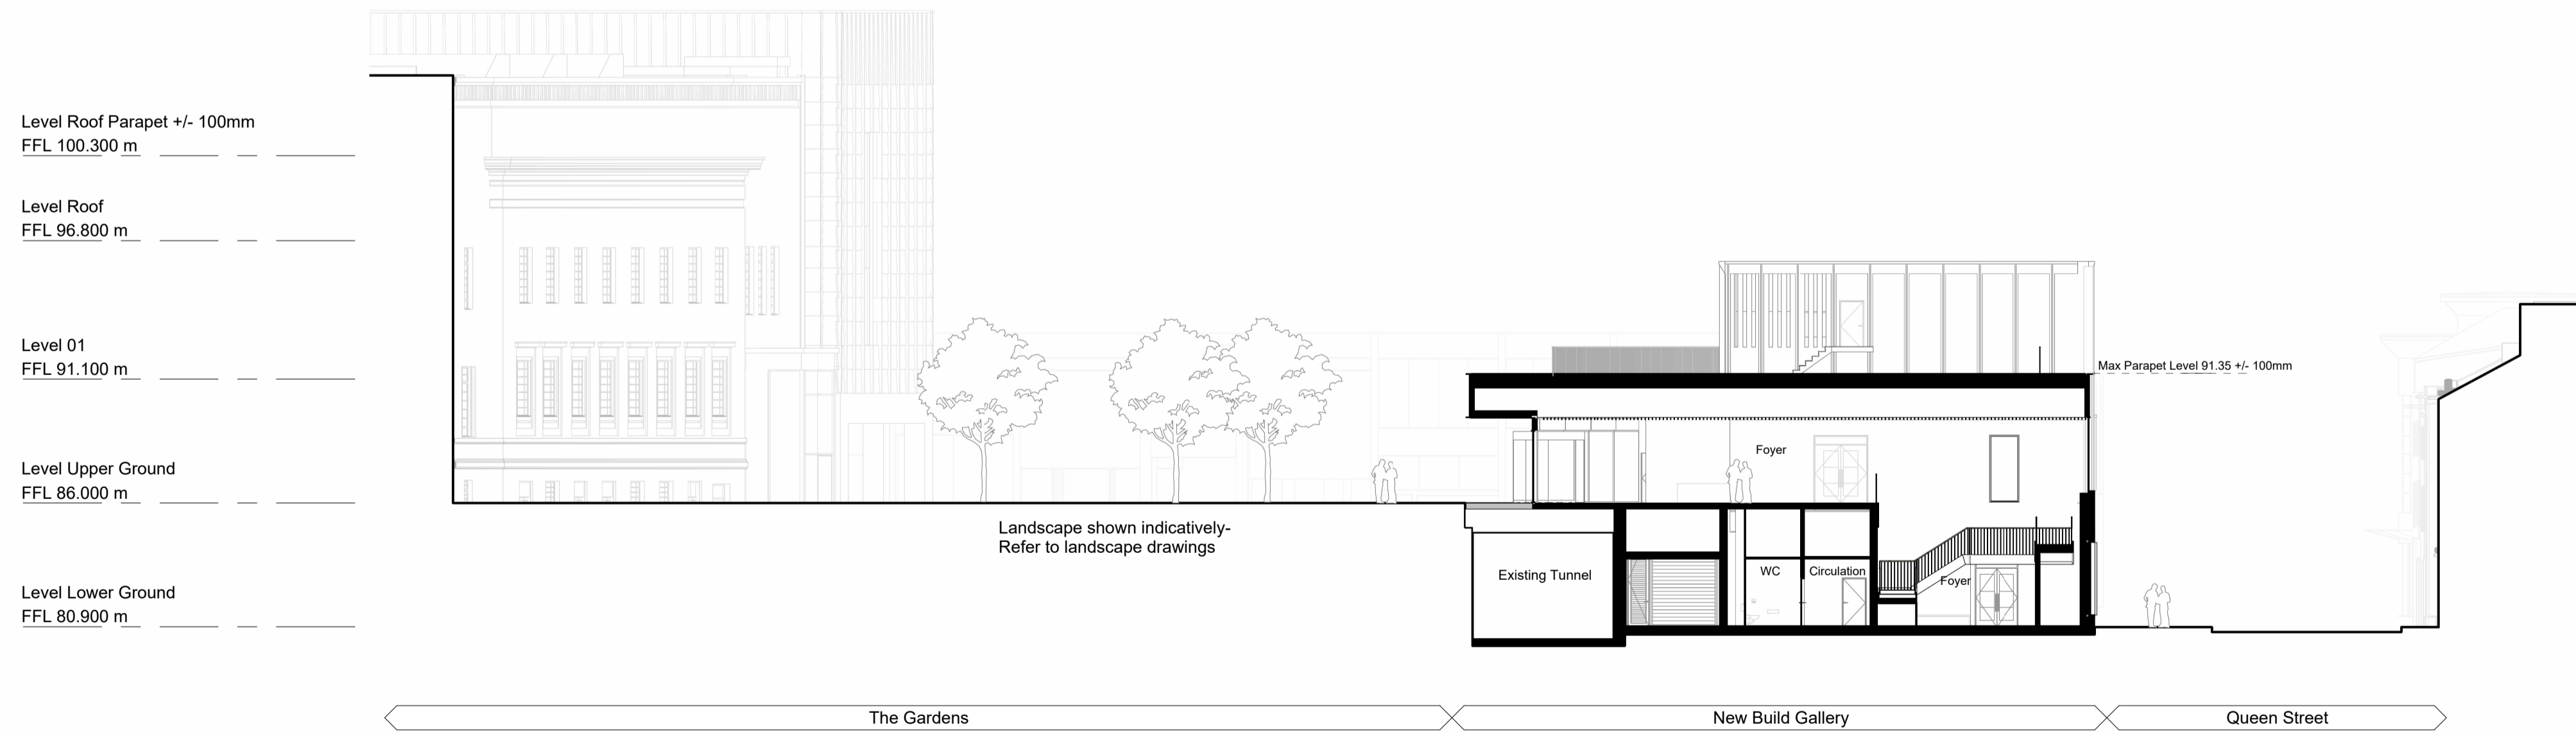 Level Roof Parapet +/- 100mm
FFL 100.300 m
Level Roof
FFL 96.800 m
Level 01
FFL 91.100 m
Max Parapet Level 91.35 +/- 100mm
Foyer
Level Upper Ground
FFL 86.000 m
Landscape shown indicatively-
Refer to landscape drawings
Existing Tunnel
WC
Circulation
Foyer
Level Lower Ground
FFL 80.900 m
The Gardens
New Build Gallery
Queen Street